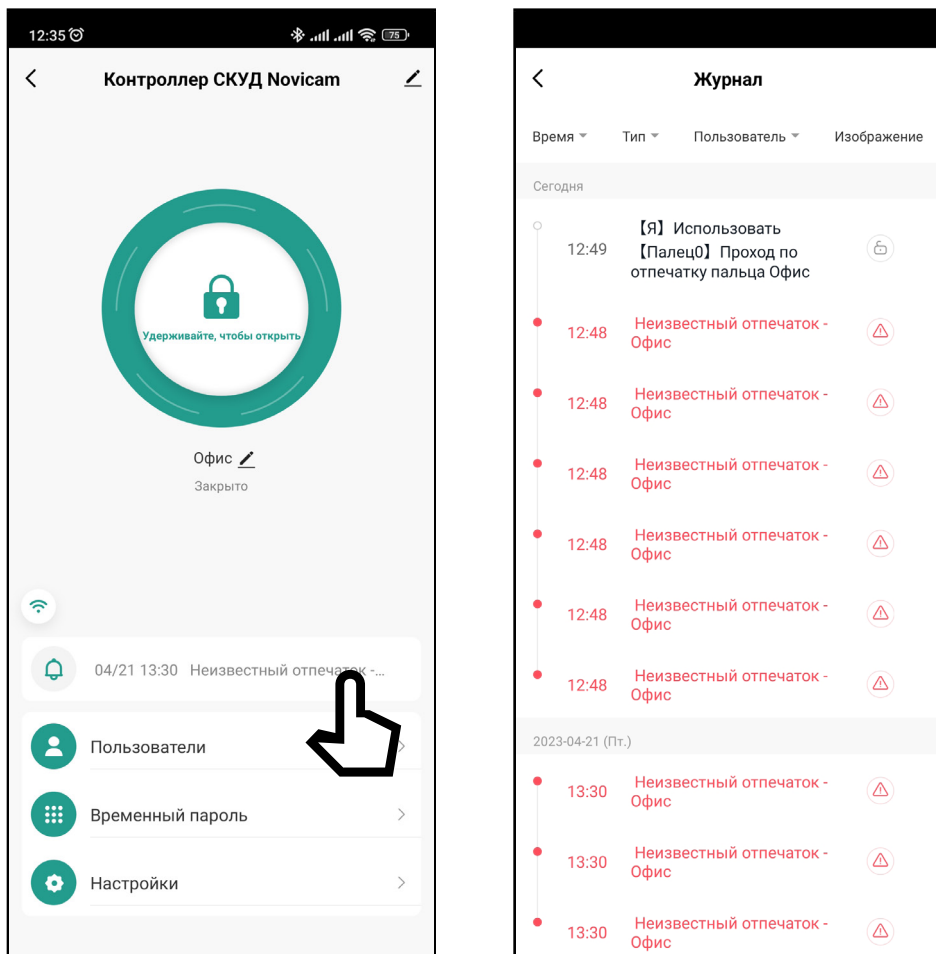 12:35
75
Контроллер СКУД Novicam
Удерживайте, чтобы открыть
Офис
Закрыто
04/21 13:30 Неизвестный отпечаток -...
Пользователи
Временный пароль
Настройки
Журнал
Время Тип Пользователь Изображение
Сегодня
12:49
【Я】 Использовать
【Палец0】 Проход по
отпечатку пальца Офис
12:48
Неизвестный отпечаток -
Офис
12:48
Неизвестный отпечаток -
Офис
12:48
Неизвестный отпечаток -
Офис
12:48
Неизвестный отпечаток -
Офис
12:48
Неизвестный отпечаток -
Офис
12:48
Неизвестный отпечаток -
Офис
2023-04-21 (Пт.)
13:30
Неизвестный отпечаток -
Офис
13:30
Неизвестный отпечаток -
Офис
13:30
Неизвестный отпечаток -
Офис